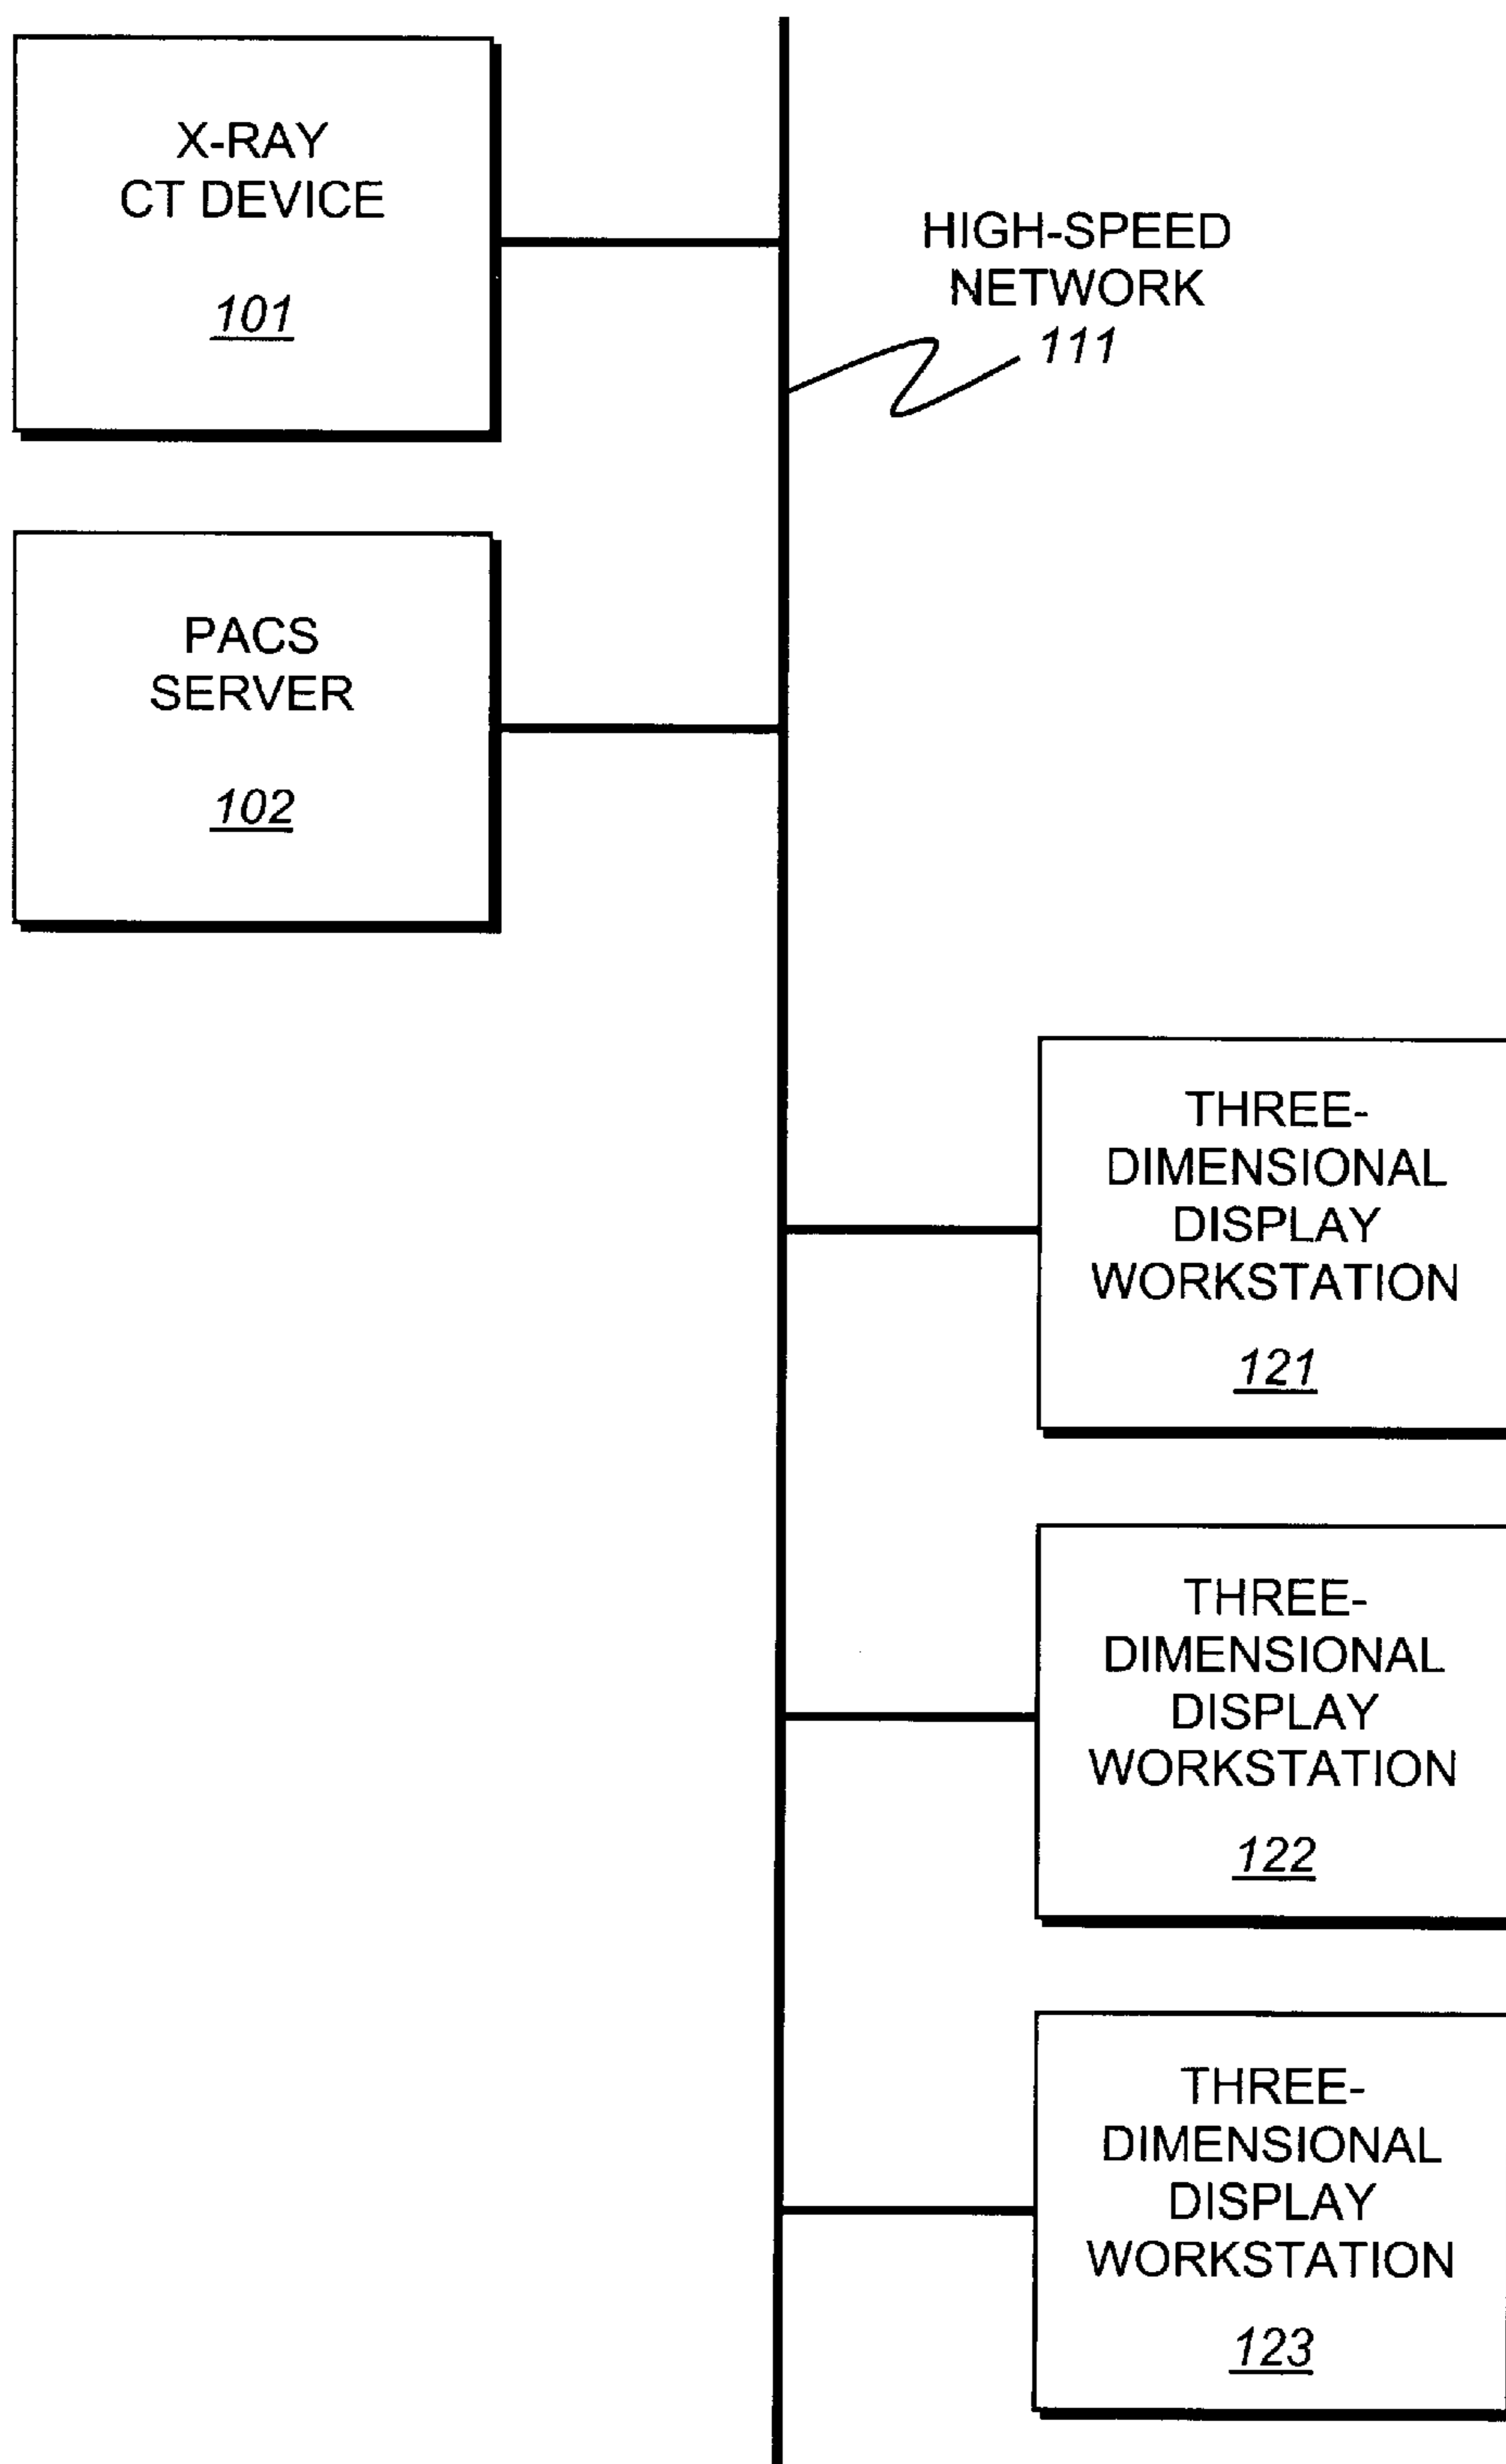 X-RAY
CT DEVICE
101
HIGH-SPEED
NETWORK
111
PACS
SERVER
102
THREE-
DIMENSIONAL
DISPLAY
WORKSTATION
121
THREE-
DIMENSIONAL
DISPLAY
WORKSTATION
122
THREE-
DIMENSIONAL
DISPLAY
WORKSTATION
123